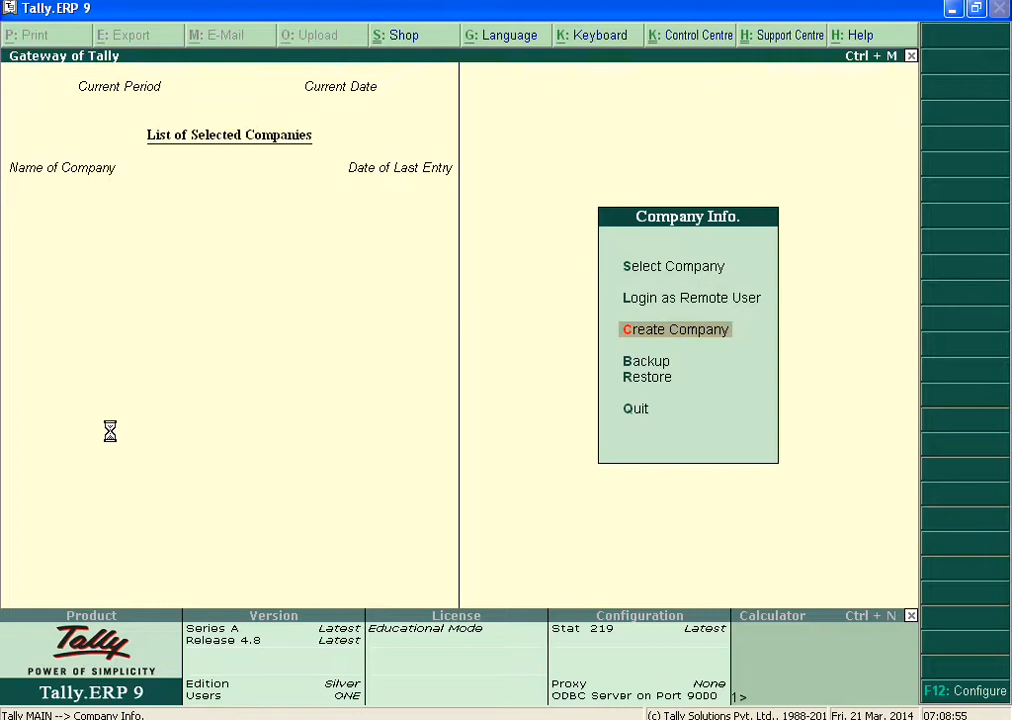 Tally.ERP 9
P: Print
E: Export
M: E-Mail
O: Upload
S: Shop
G: Language
K: Keyboard
K: Control Centre
H: Support Centre
H: Help
Gateway of Tally
Ctrl + M
Current Period
Current Date
List of Selected Companies
Name of Company
Date of Last Entry
Company Info.
Select Company
Login as Remote User
Create Company
Backup
Restore
Quit
Product
Version
License
Configuration
Calculator
Ctrl + N
Tally
POWER OF SIMPLICITY
Tally.ERP 9
Series A Latest
Release 4.8 Latest
Edition Silver
Users ONE
Educational Mode
Stat 219 Latest
Proxy None
ODBC Server on Port 9000
1>
F12: Configure
Tally MAIN --> Company Info.
(c) Tally Solutions Pvt. Ltd., 1988-201
Fri, 21 Mar, 2014
07:08:55